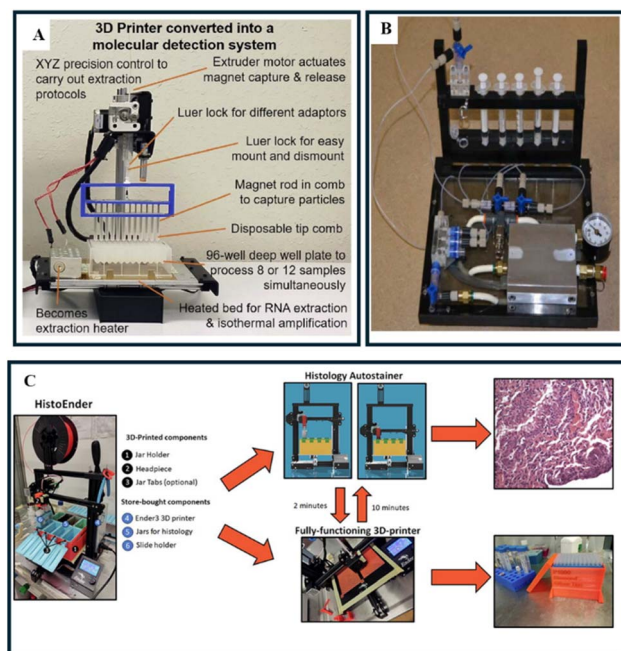 A
3D Printer converted into a
molecular detection system
XYZ precision control to
carry out extraction
protocols
Extruder motor actuates
magnet capture & release
Luer lock for different adaptors
Luer lock for easy
mount and dismount
Magnet rod in comb
to capture particles
Disposable tip comb
96-well deep well plate to
process 8 or 12 samples
simultaneously
Becomes
extraction heater
Heated bed for RNA extraction
& isothermal amplification
B
C
HistoEnder
3D-Printed components
1 Jar Holder
2 Headpiece
3 Jar Tabs (optional)
Store-bought components
4 Ender3 3D printer
5 Jars for histology
6 Slide holder
Histology Autostainer
2 minutes
10 minutes
Fully-functioning 3D-printer